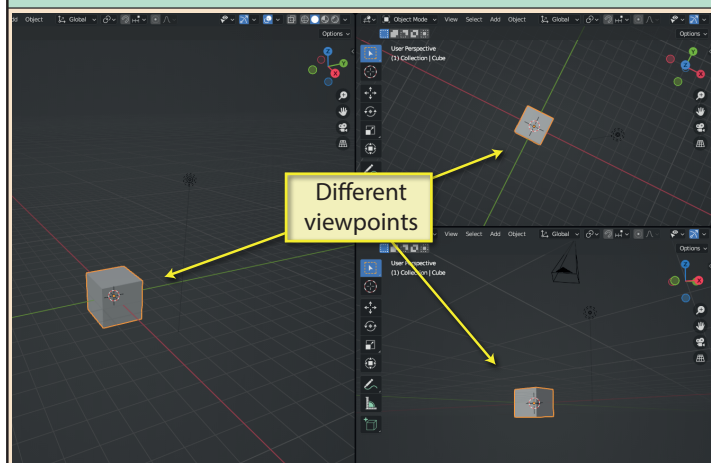 Object Global
Options
Z
Y
X
Object Mode View Select Add Object Global
Options
User Perspective
(1) Collection | Cube
Y
Z
X
Different
viewpoints
View Select Add Object Global
Options
User Perspective
(1) Collection | Cube
Z
X